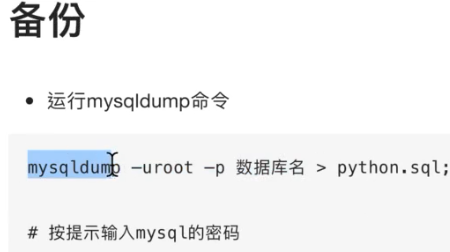 备份
• 运行mysqldump命令
mysqldump –uroot –p 数据库名 > python.sql;
# 按提示输入mysql的密码